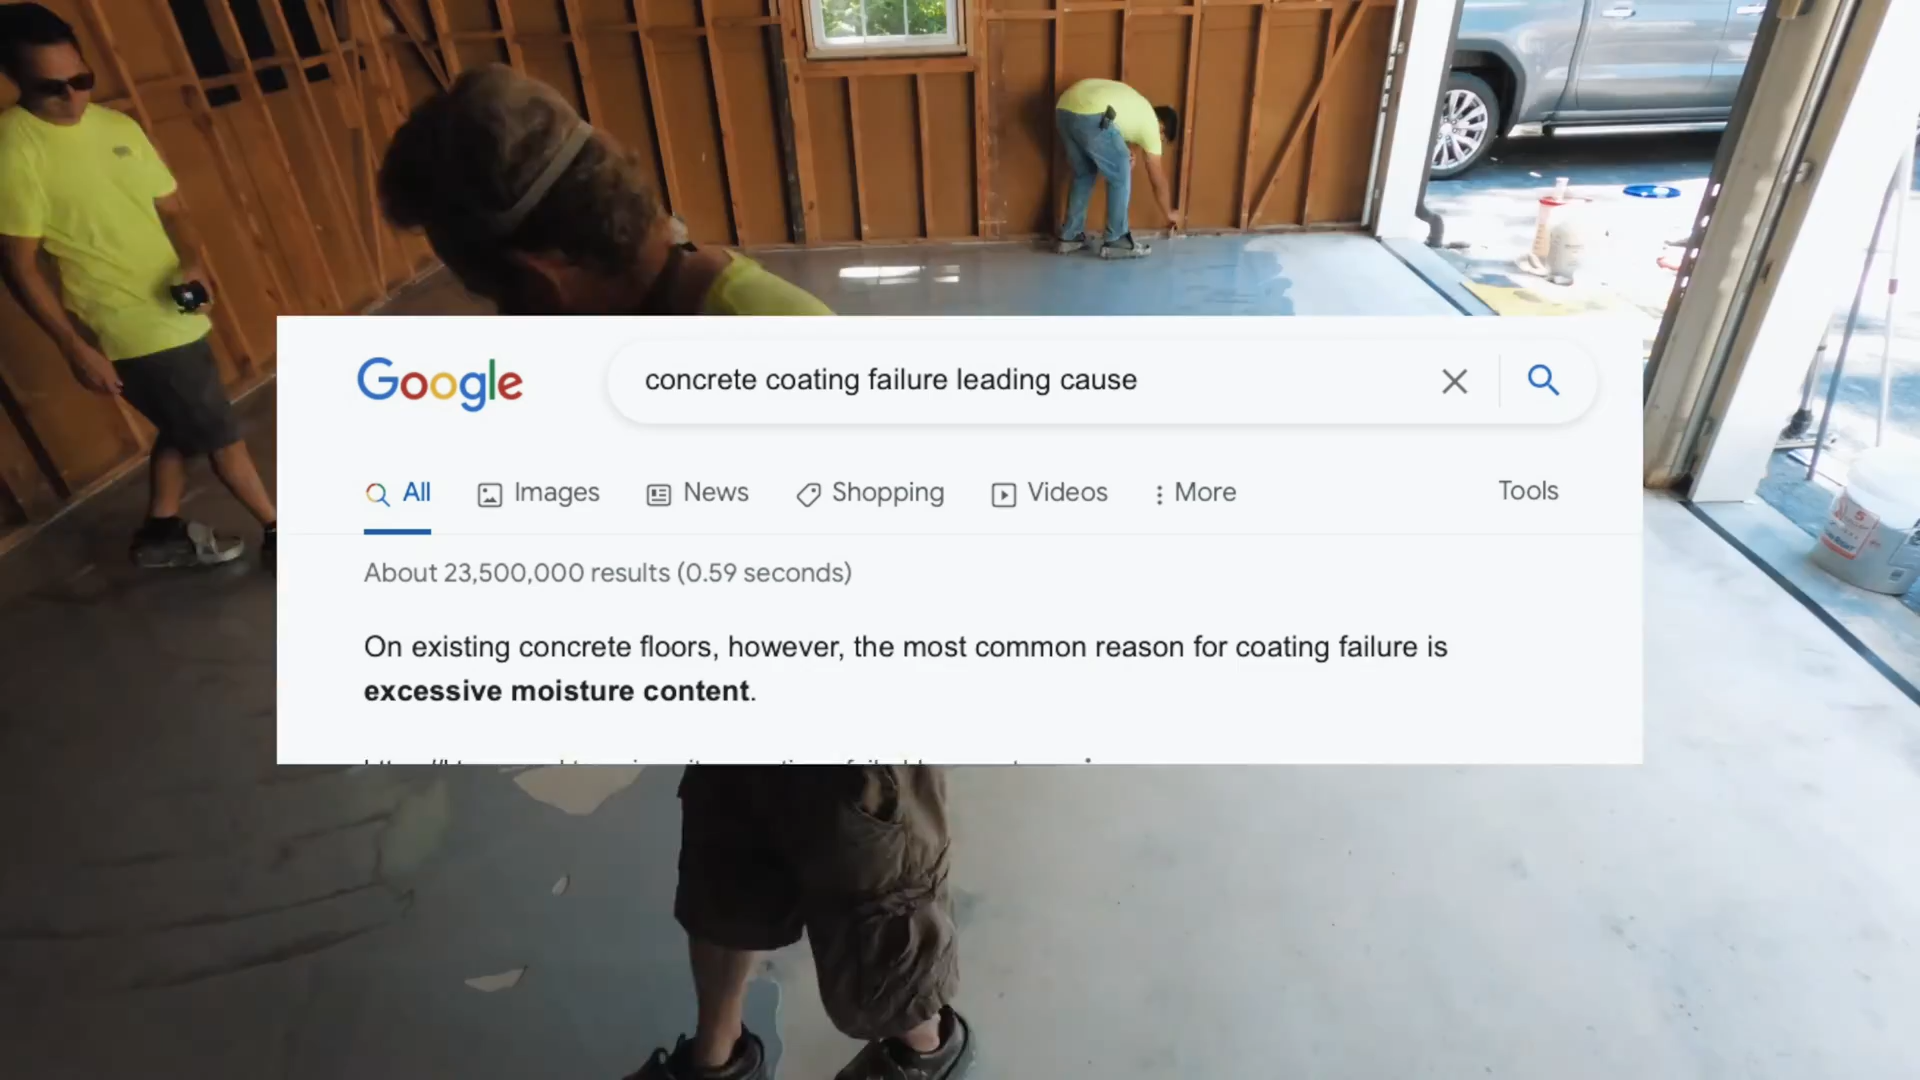 Google
concrete coating failure leading cause
All Images News Shopping Videos More Tools
About 23,500,000 results (0.59 seconds)
On existing concrete floors, however, the most common reason for coating failure is
excessive moisture content.
5